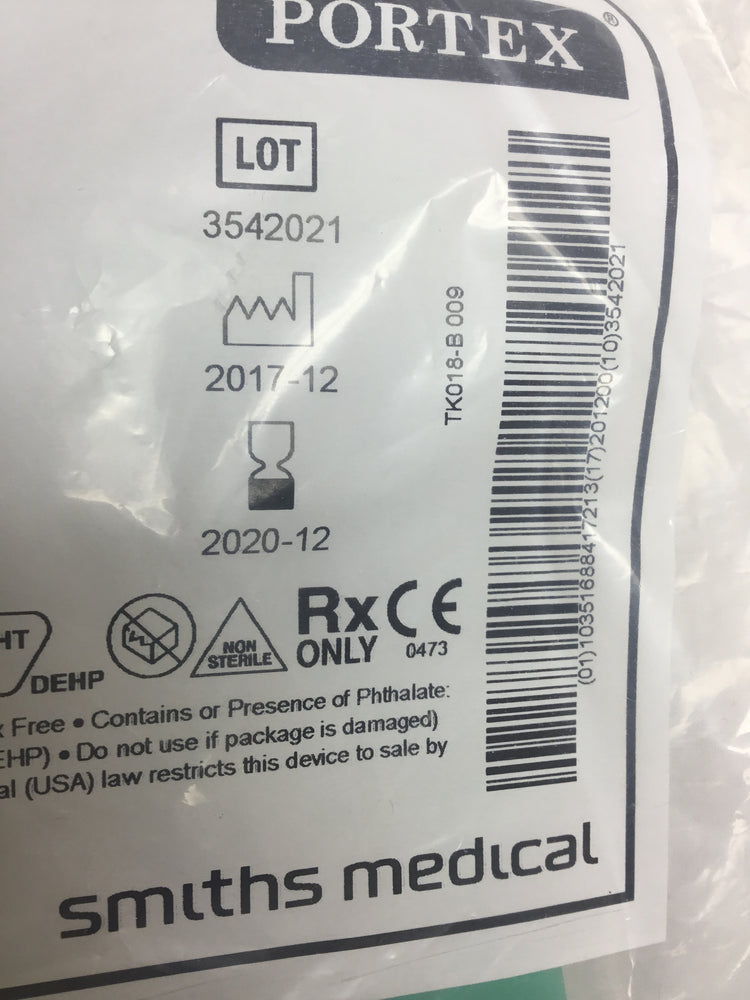 PORTEX®
LOT
3542021
2017-12
2020-12
TK018-B 009
(01)10351688417213(17)201200(10)3542021
HT
DEHP
NON
STERILE
Rx
ONLY
CE
0473
Free • Contains or Presence of Phthalate:
EHP) • Do not use if package is damaged)
al (USA) law restricts this device to sale by
smiths medical